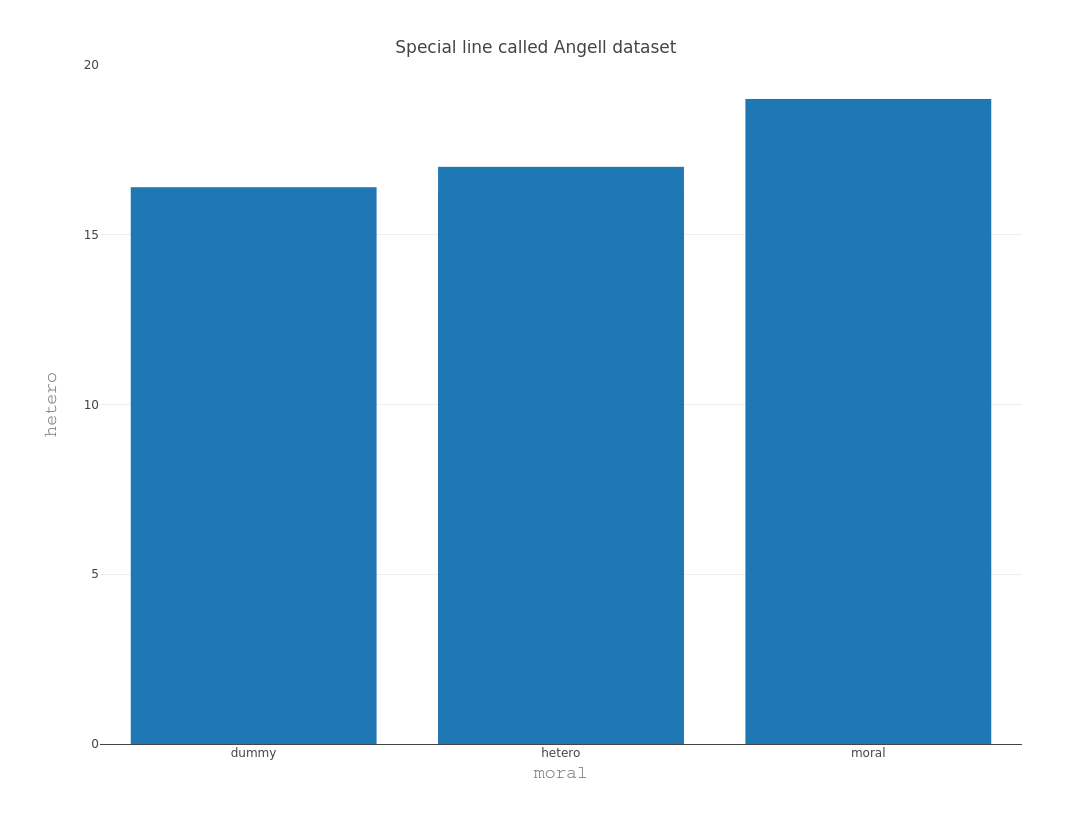 Special line called Angell dataset
20
15
10
5
0
hetero
dummy
hetero
moral
moral